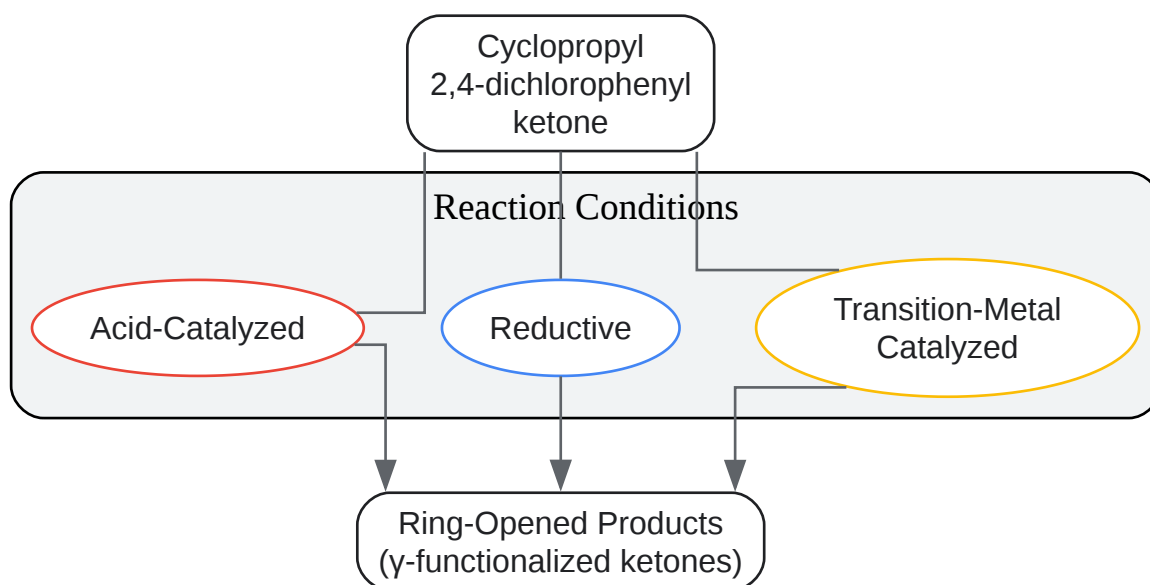 Cyclopropyl
2,4-dichlorophenyl
ketone
Reaction Conditions
Acid-Catalyzed
Reductive
Transition-Metal
Catalyzed
Ring-Opened Products
(γ-functionalized ketones)